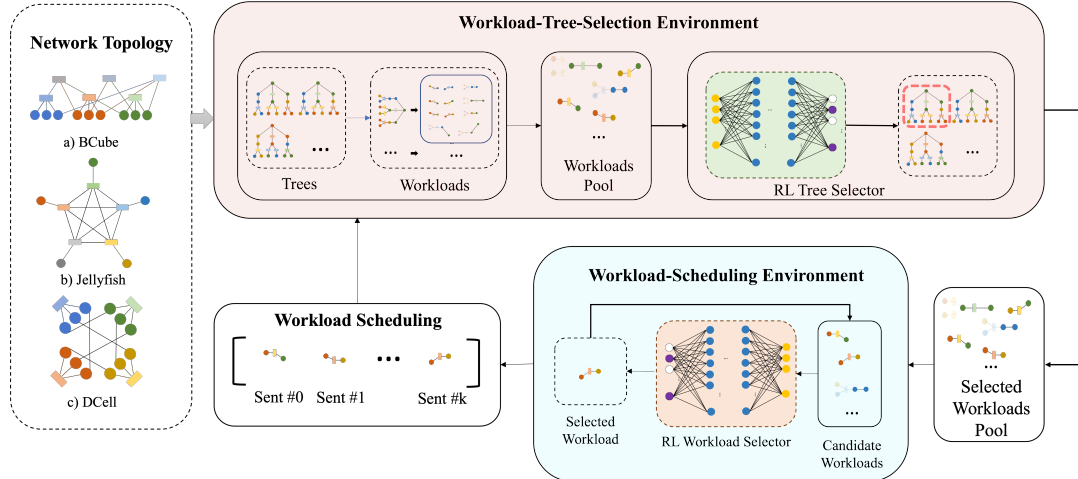 Network Topology
a) BCube
b) Jellyfish
c) DCell
Workload-Tree-Selection Environment
Trees
Workloads
Workloads
Pool
RL Tree Selector
Workload Scheduling
Sent #0
Sent #1
Sent #k
Workload-Scheduling Environment
Selected
Workload
RL Workload Selector
Candidate
Workloads
Selected
Workloads
Pool